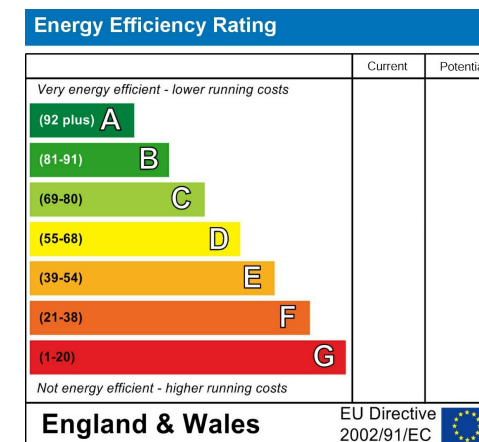 Energy Efficiency Rating
Current Potentia
Very energy efficient - lower running costs
(92 plus) A
(81-91) B
(69-80) C
(55-68) D
(39-54) E
(21-38) F
(1-20) G
Not energy efficient - higher running costs
England & Wales
EU Directive
2002/91/EC